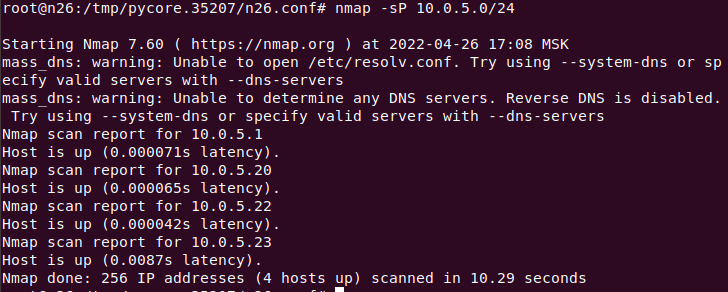 root@n26:/tmp/pycore.35207/n26.conf# nmap -sP 10.0.5.0/24
Starting Nmap 7.60 ( https://nmap.org ) at 2022-04-26 17:08 MSK
mass_dns: warning: Unable to open /etc/resolv.conf. Try using --system-dns or sp
ecify valid servers with --dns-servers
mass_dns: warning: Unable to determine any DNS servers. Reverse DNS is disabled.
 Try using --system-dns or specify valid servers with --dns-servers
Nmap scan report for 10.0.5.1
Host is up (0.000071s latency).
Nmap scan report for 10.0.5.20
Host is up (0.000065s latency).
Nmap scan report for 10.0.5.22
Host is up (0.000042s latency).
Nmap scan report for 10.0.5.23
Host is up (0.0087s latency).
Nmap done: 256 IP addresses (4 hosts up) scanned in 10.29 seconds